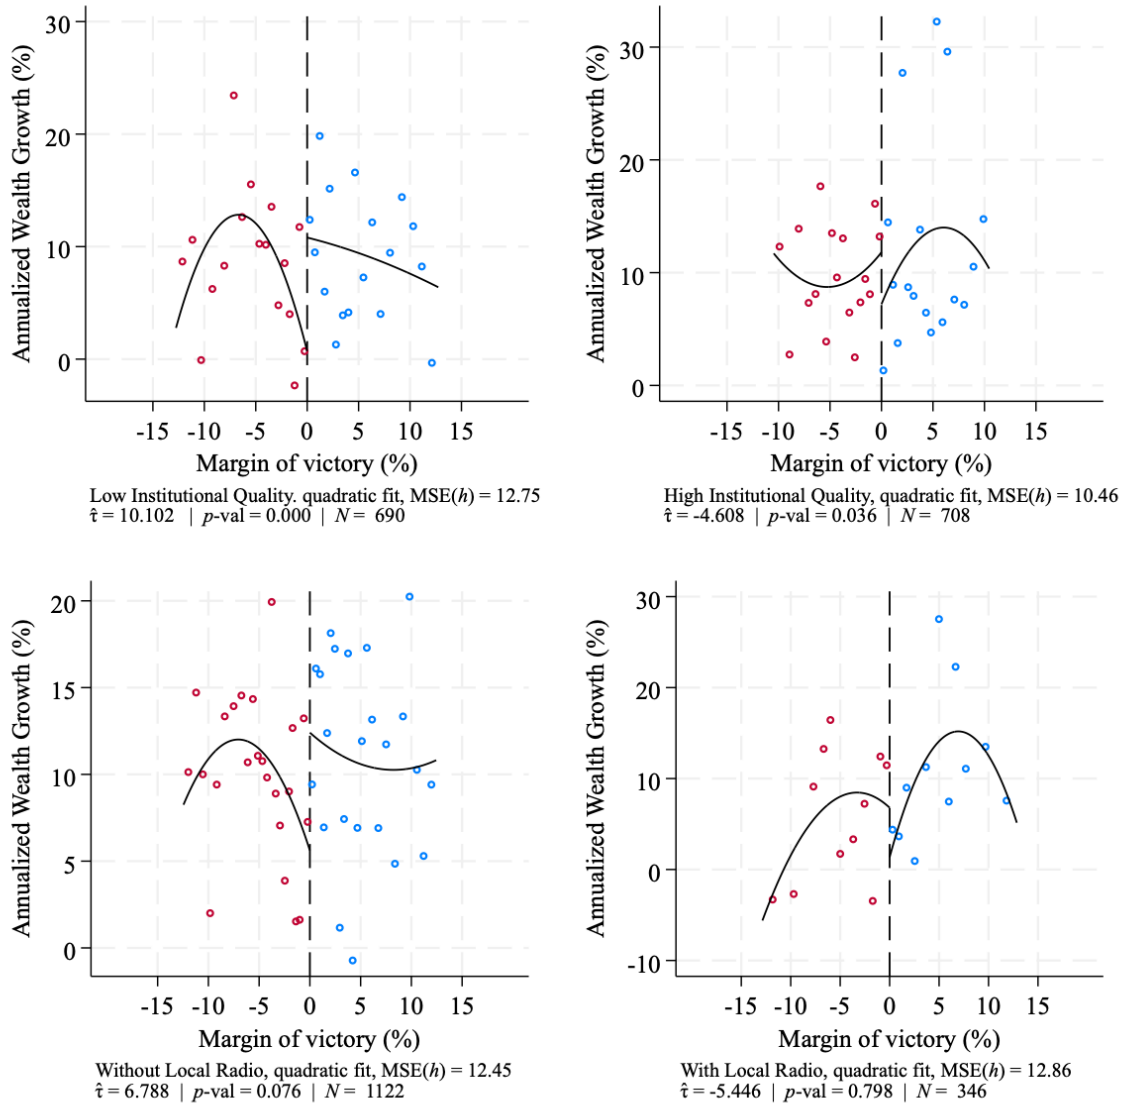 30
20
10
0
Annualized Wealth Growth (%)
-15 -10 -5 0 5 10 15
Margin of victory (%)
Low Institutional Quality. quadratic fit, MSE(h) = 12.75
τ̂ = 10.102 | p-val = 0.000 | N = 690
30
20
10
0
Annualized Wealth Growth (%)
-15 -10 -5 0 5 10 15
Margin of victory (%)
High Institutional Quality, quadratic fit, MSE(h) = 10.46
τ̂ = -4.608 | p-val = 0.036 | N = 708
20
15
10
5
0
Annualized Wealth Growth (%)
-15 -10 -5 0 5 10 15
Margin of victory (%)
Without Local Radio, quadratic fit, MSE(h) = 12.45
τ̂ = 6.788 | p-val = 0.076 | N = 1122
30
20
10
0
-10
Annualized Wealth Growth (%)
-15 -10 -5 0 5 10 15
Margin of victory (%)
With Local Radio, quadratic fit, MSE(h) = 12.86
τ̂ = -5.446 | p-val = 0.798 | N = 346